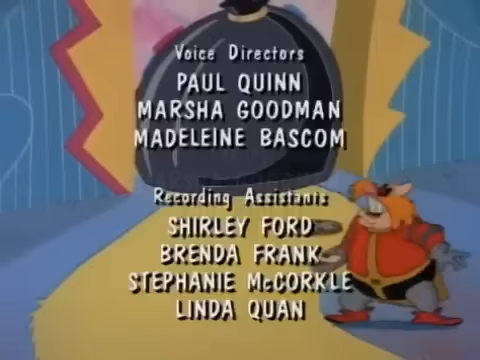 Voice Directors
PAUL QUINN
MARSHA GOODMAN
MADELEINE BASCOM
Recording Assistants
SHIRLEY FORD
BRENDA FRANK
STEPHANIE McCORKLE
LINDA QUAN